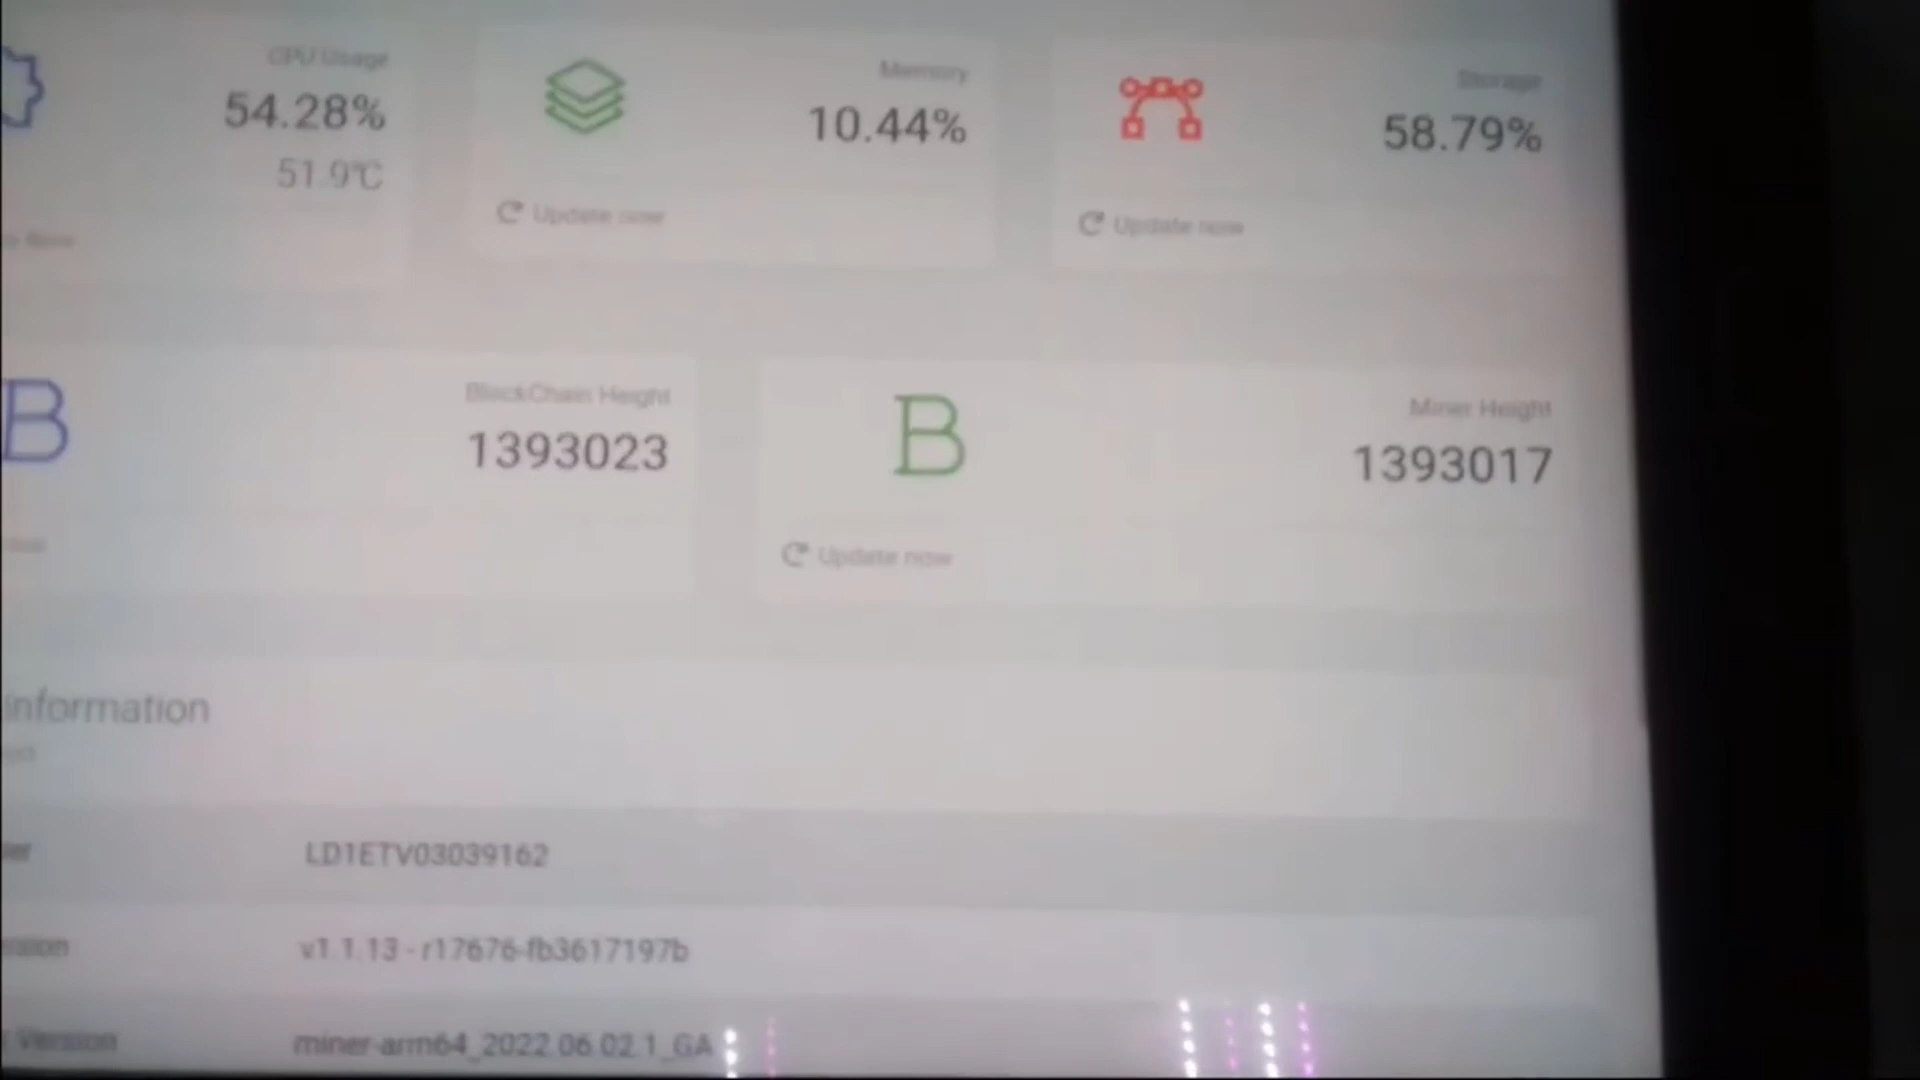 CPU Usage
54.28%
51.9℃
Memory
10.44%
Update now
Storage
58.79%
Update now
BlockChain Height
1393023
Miner Height
1393017
Update now
information
LD1ETV03039162
v1.1.13 - r17676-fb3617197b
Version
miner-arm64_2022.06.02.1_GA